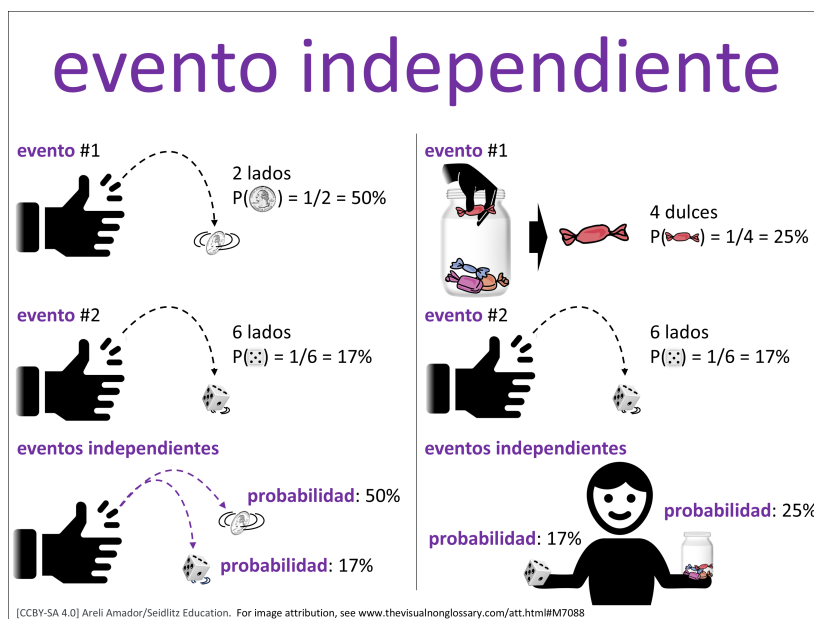 evento independiente
evento #1
2 lados
P( ) = 1/2 = 50%
evento #2
6 lados
P( ) = 1/6 = 17%
eventos independientes
probabilidad: 50%
probabilidad: 17%
evento #1
4 dulces
P( ) = 1/4 = 25%
evento #2
6 lados
P( ) = 1/6 = 17%
eventos independientes
probabilidad: 25%
probabilidad: 17%
[CCBY-SA 4.0] Areli Amador/Seidlitz Education. For image attribution, see www.thevisualnonglossary.com/att.html#M7088